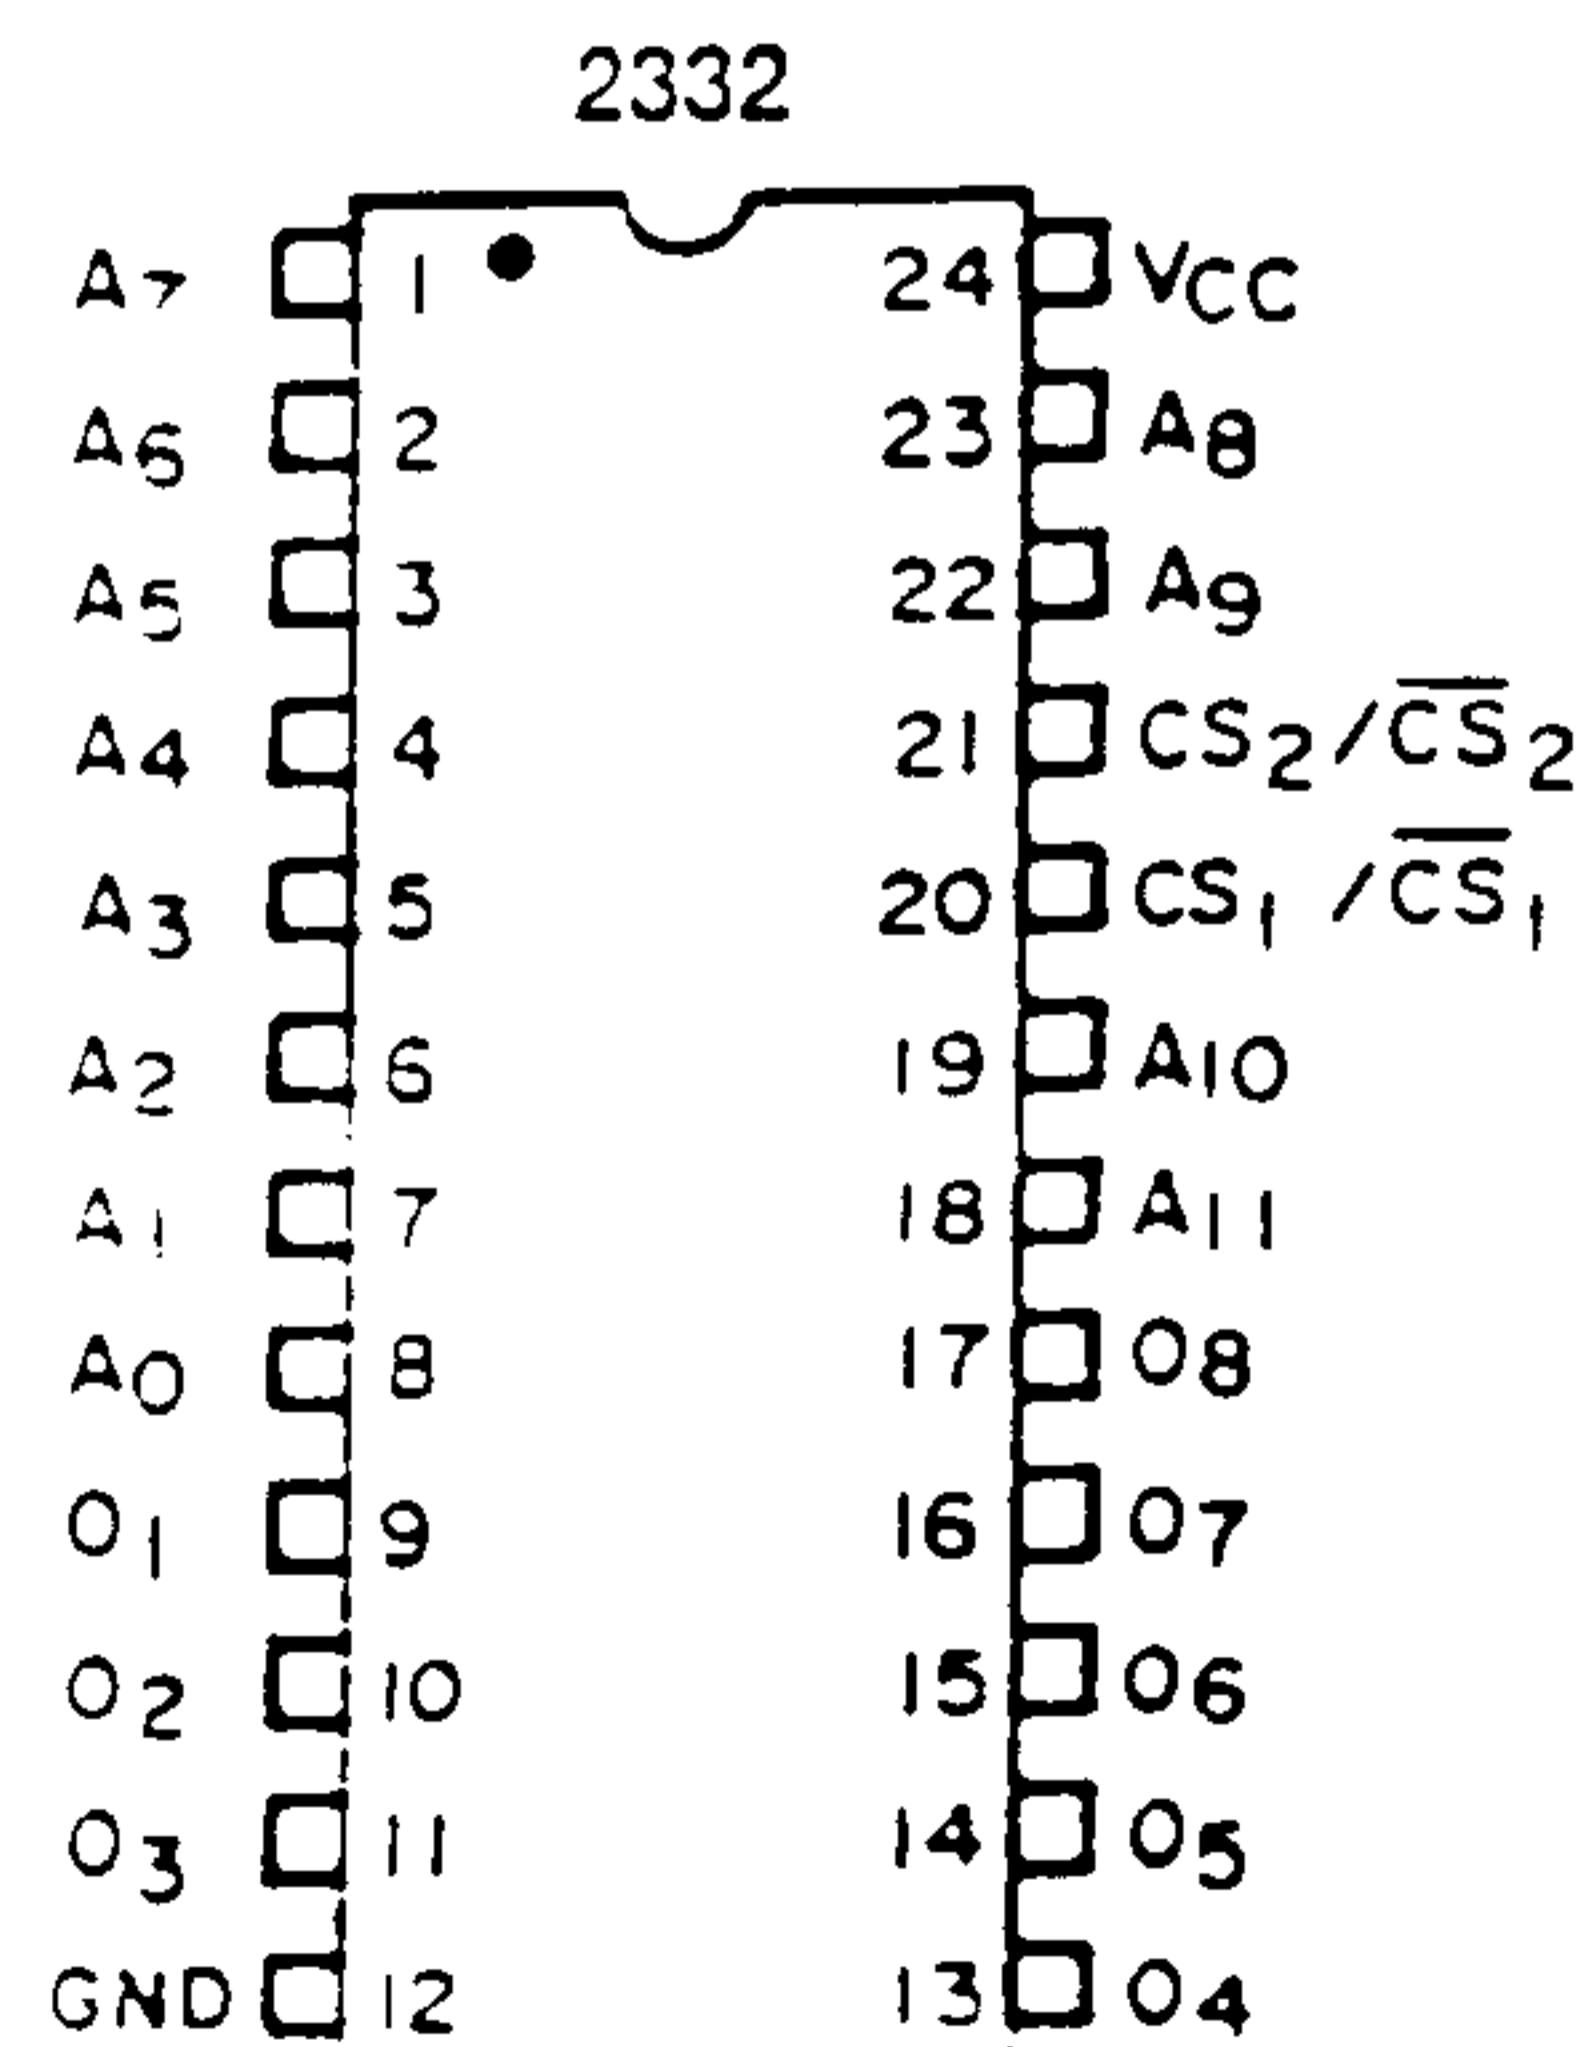 2332
A7 1 24 VCC
A6 2 23 A8
A5 3 22 A9
A4 4 21 CS2/C̅S̅2
A3 5 20 CS1/C̅S̅1
A2 6 19 A10
A1 7 18 A11
A0 8 17 O8
O1 9 16 O7
O2 10 15 O6
O3 11 14 O5
GND 12 13 O4